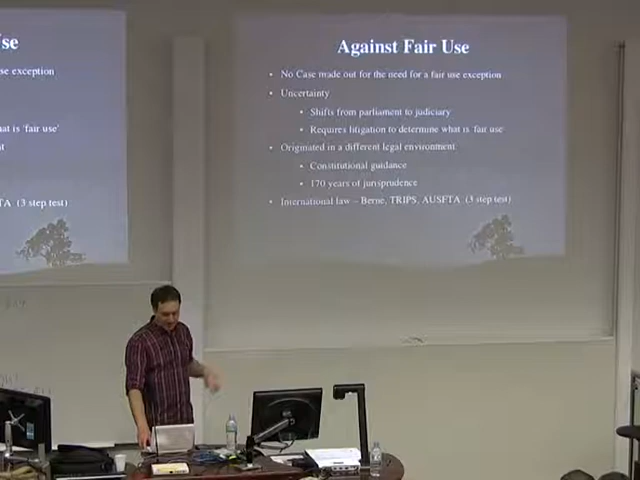 Use
se exception
at is 'fair use'
t
TA (3 step test)
Against Fair Use
• No Case made out for the need for a fair use exception
• Uncertainty
• Shifts from parliament to judiciary
• Requires litigation to determine what is 'fair use'
• Originated in a different legal environment
• Constitutional guidance
• 170 years of jurisprudence
• International law – Berne, TRIPS, AUSFTA (3 step test)